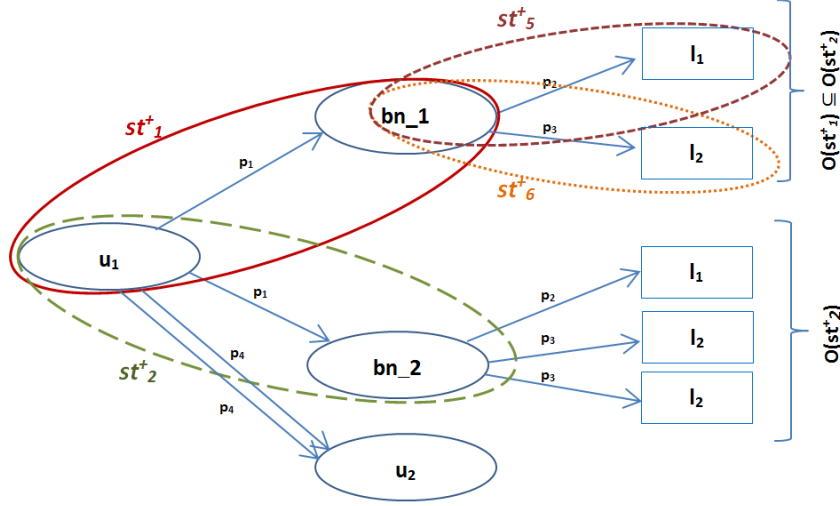 st⁺₅
l₁
p₂
bn_1
st⁺₁
p₃
l₂
O(st⁺₁) ⊆ O(st⁺₂)
p₁
st⁺₆
u₁
l₁
p₁
p₂
l₂
p₃
O(st⁺₂)
p₄
bn_2
st⁺₂
p₃
l₂
p₄
u₂